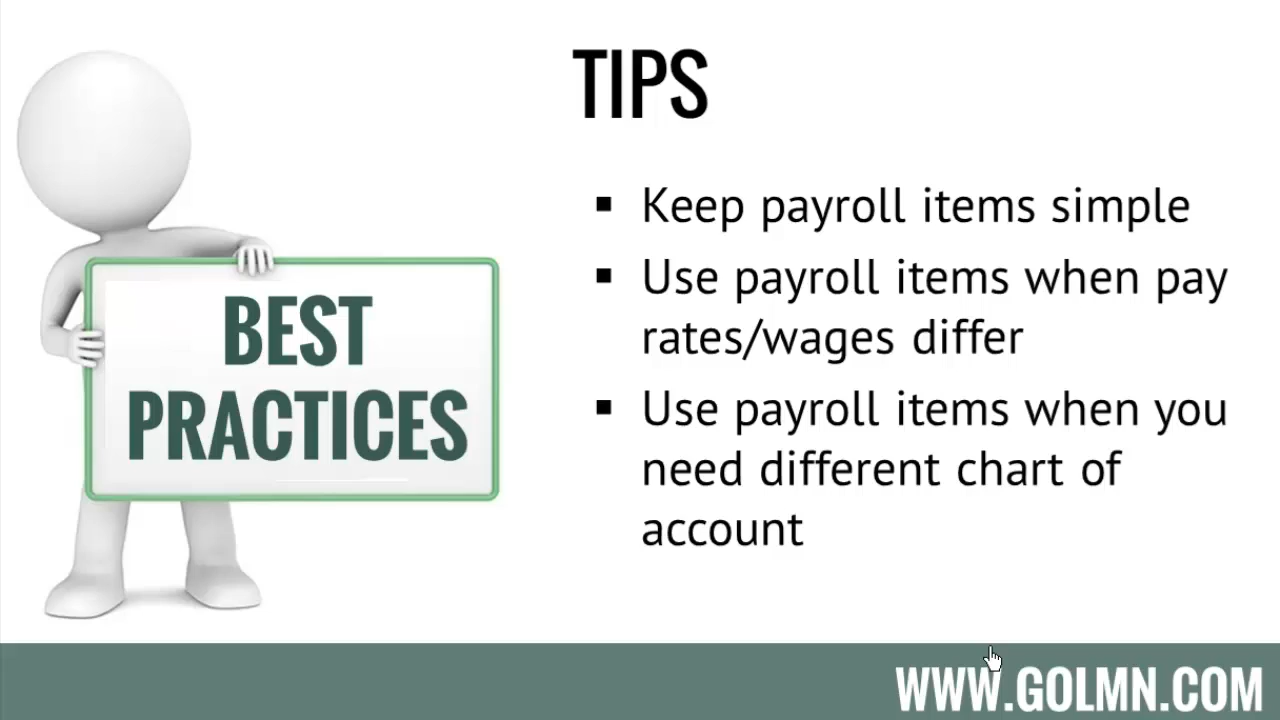 TIPS
BEST
PRACTICES
▪ Keep payroll items simple
▪ Use payroll items when pay
rates/wages differ
▪ Use payroll items when you
need different chart of
account
WWW.GOLMN.COM